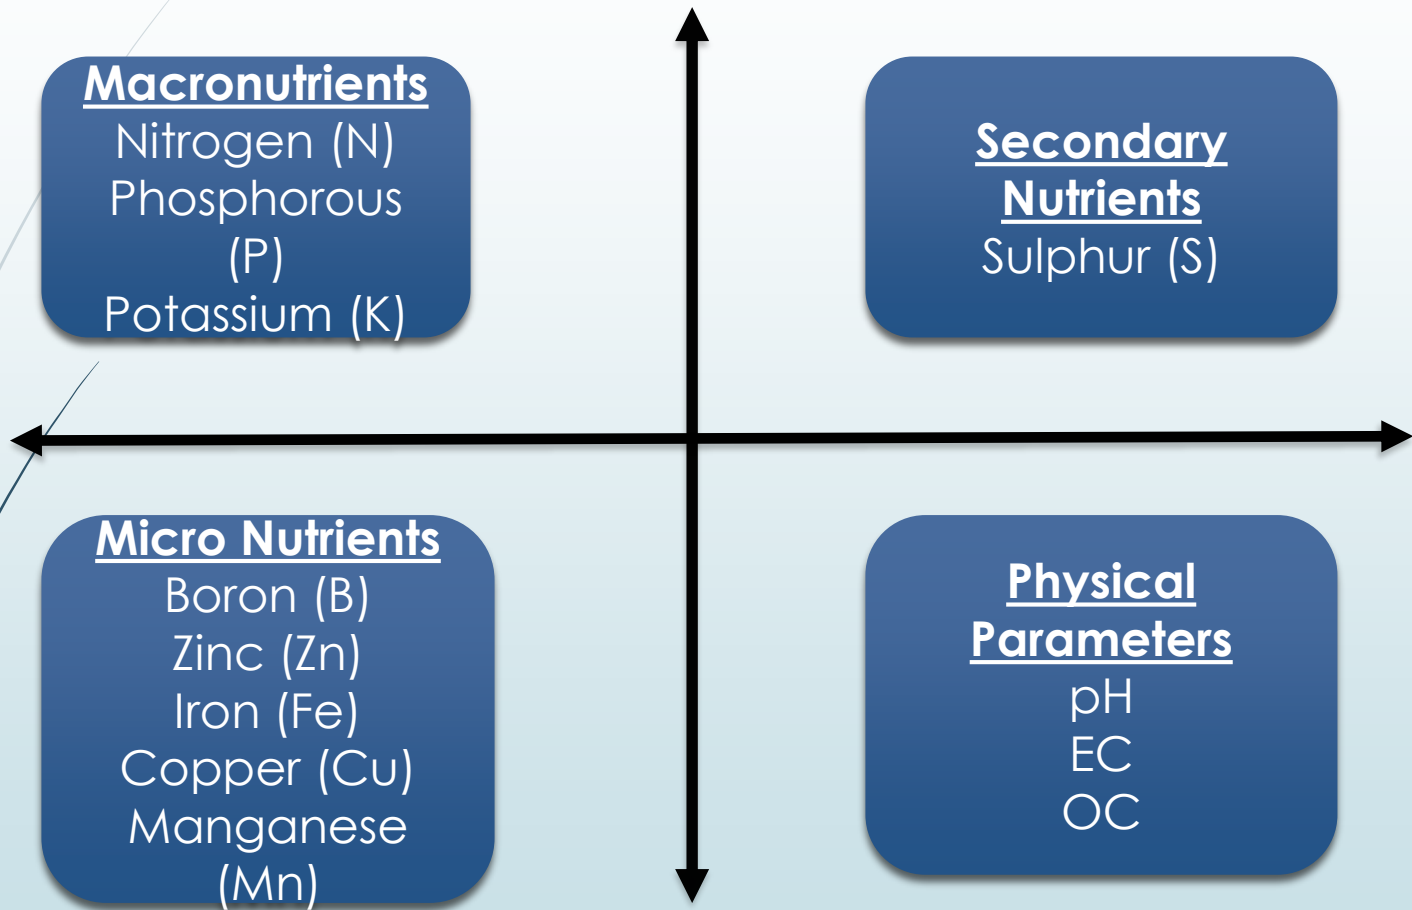 Macronutrients
Nitrogen (N)
Phosphorous
(P)
Potassium (K)
Secondary
Nutrients
Sulphur (S)
Micro Nutrients
Boron (B)
Zinc (Zn)
Iron (Fe)
Copper (Cu)
Manganese
(Mn)
Physical
Parameters
pH
EC
OC